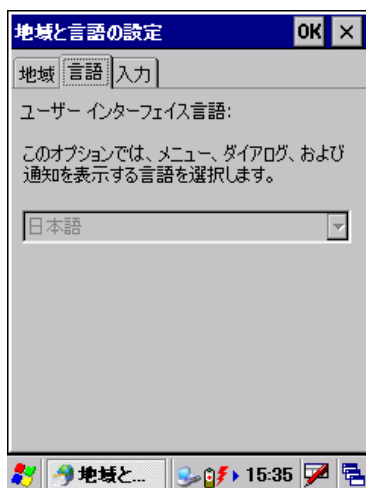 地域と言語の設定 OK ×
地域 言語 入力
ユーザー インターフェイス言語:
このオプションでは、メニュー、ダイアログ、および
通知を表示する言語を選択します。
日本語
地域と... 15:35